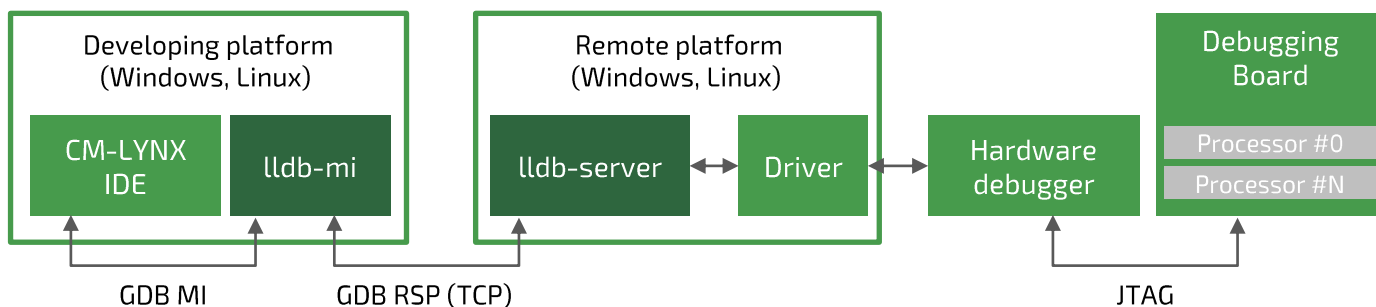 Developing platform
(Windows, Linux)
CM-LYNX
IDE
lldb-mi
Remote platform
(Windows, Linux)
lldb-server
Driver
Hardware
debugger
Debugging
Board
Processor #0
Processor #N
GDB MI
GDB RSP (TCP)
JTAG